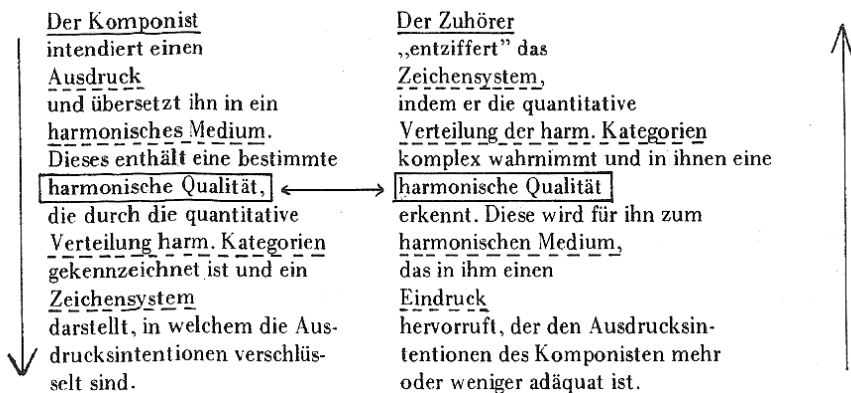 Der Komponist
intendiert einen
Ausdruck
und übersetzt ihn in ein
harmonisches Medium.
Dieses enthält eine bestimmte
harmonische Qualität,
die durch die quantitative
Verteilung harm. Kategorien
gekennzeichnet ist und ein
Zeichensystem
darstellt, in welchem die Aus-
drucksintentionen verschlüs-
selt sind.
Der Zuhörer
„entziffert” das
Zeichensystem,
indem er die quantitative
Verteilung der harm. Kategorien
komplex wahrnimmt und in ihnen eine
harmonische Qualität
erkennt. Diese wird für ihn zum
harmonischen Medium,
das in ihm einen
Eindruck
hervorruft, der den Ausdrucksin-
tentionen des Komponisten mehr
oder weniger adäquat ist.